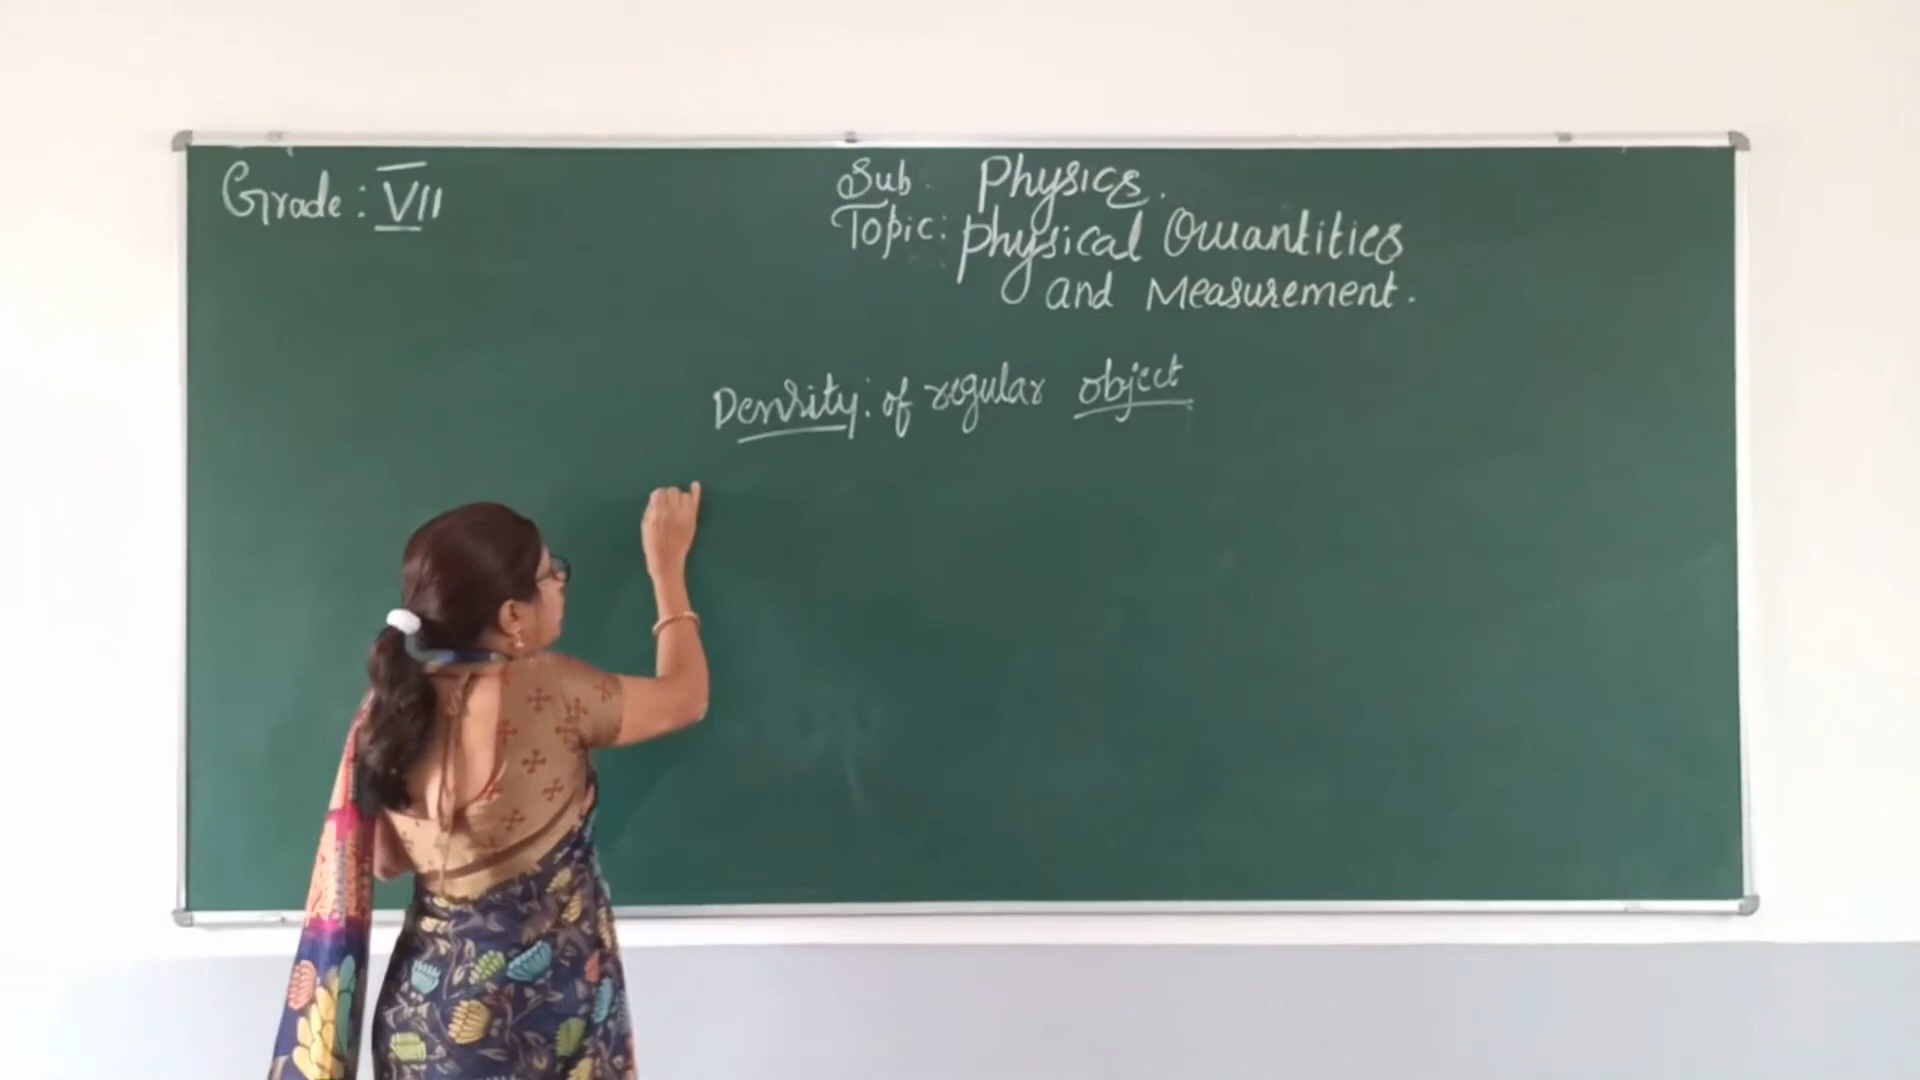 Grade: VII
Sub. Physics.
Topic: physical Quantities
and Measurement.
Density: of regular object